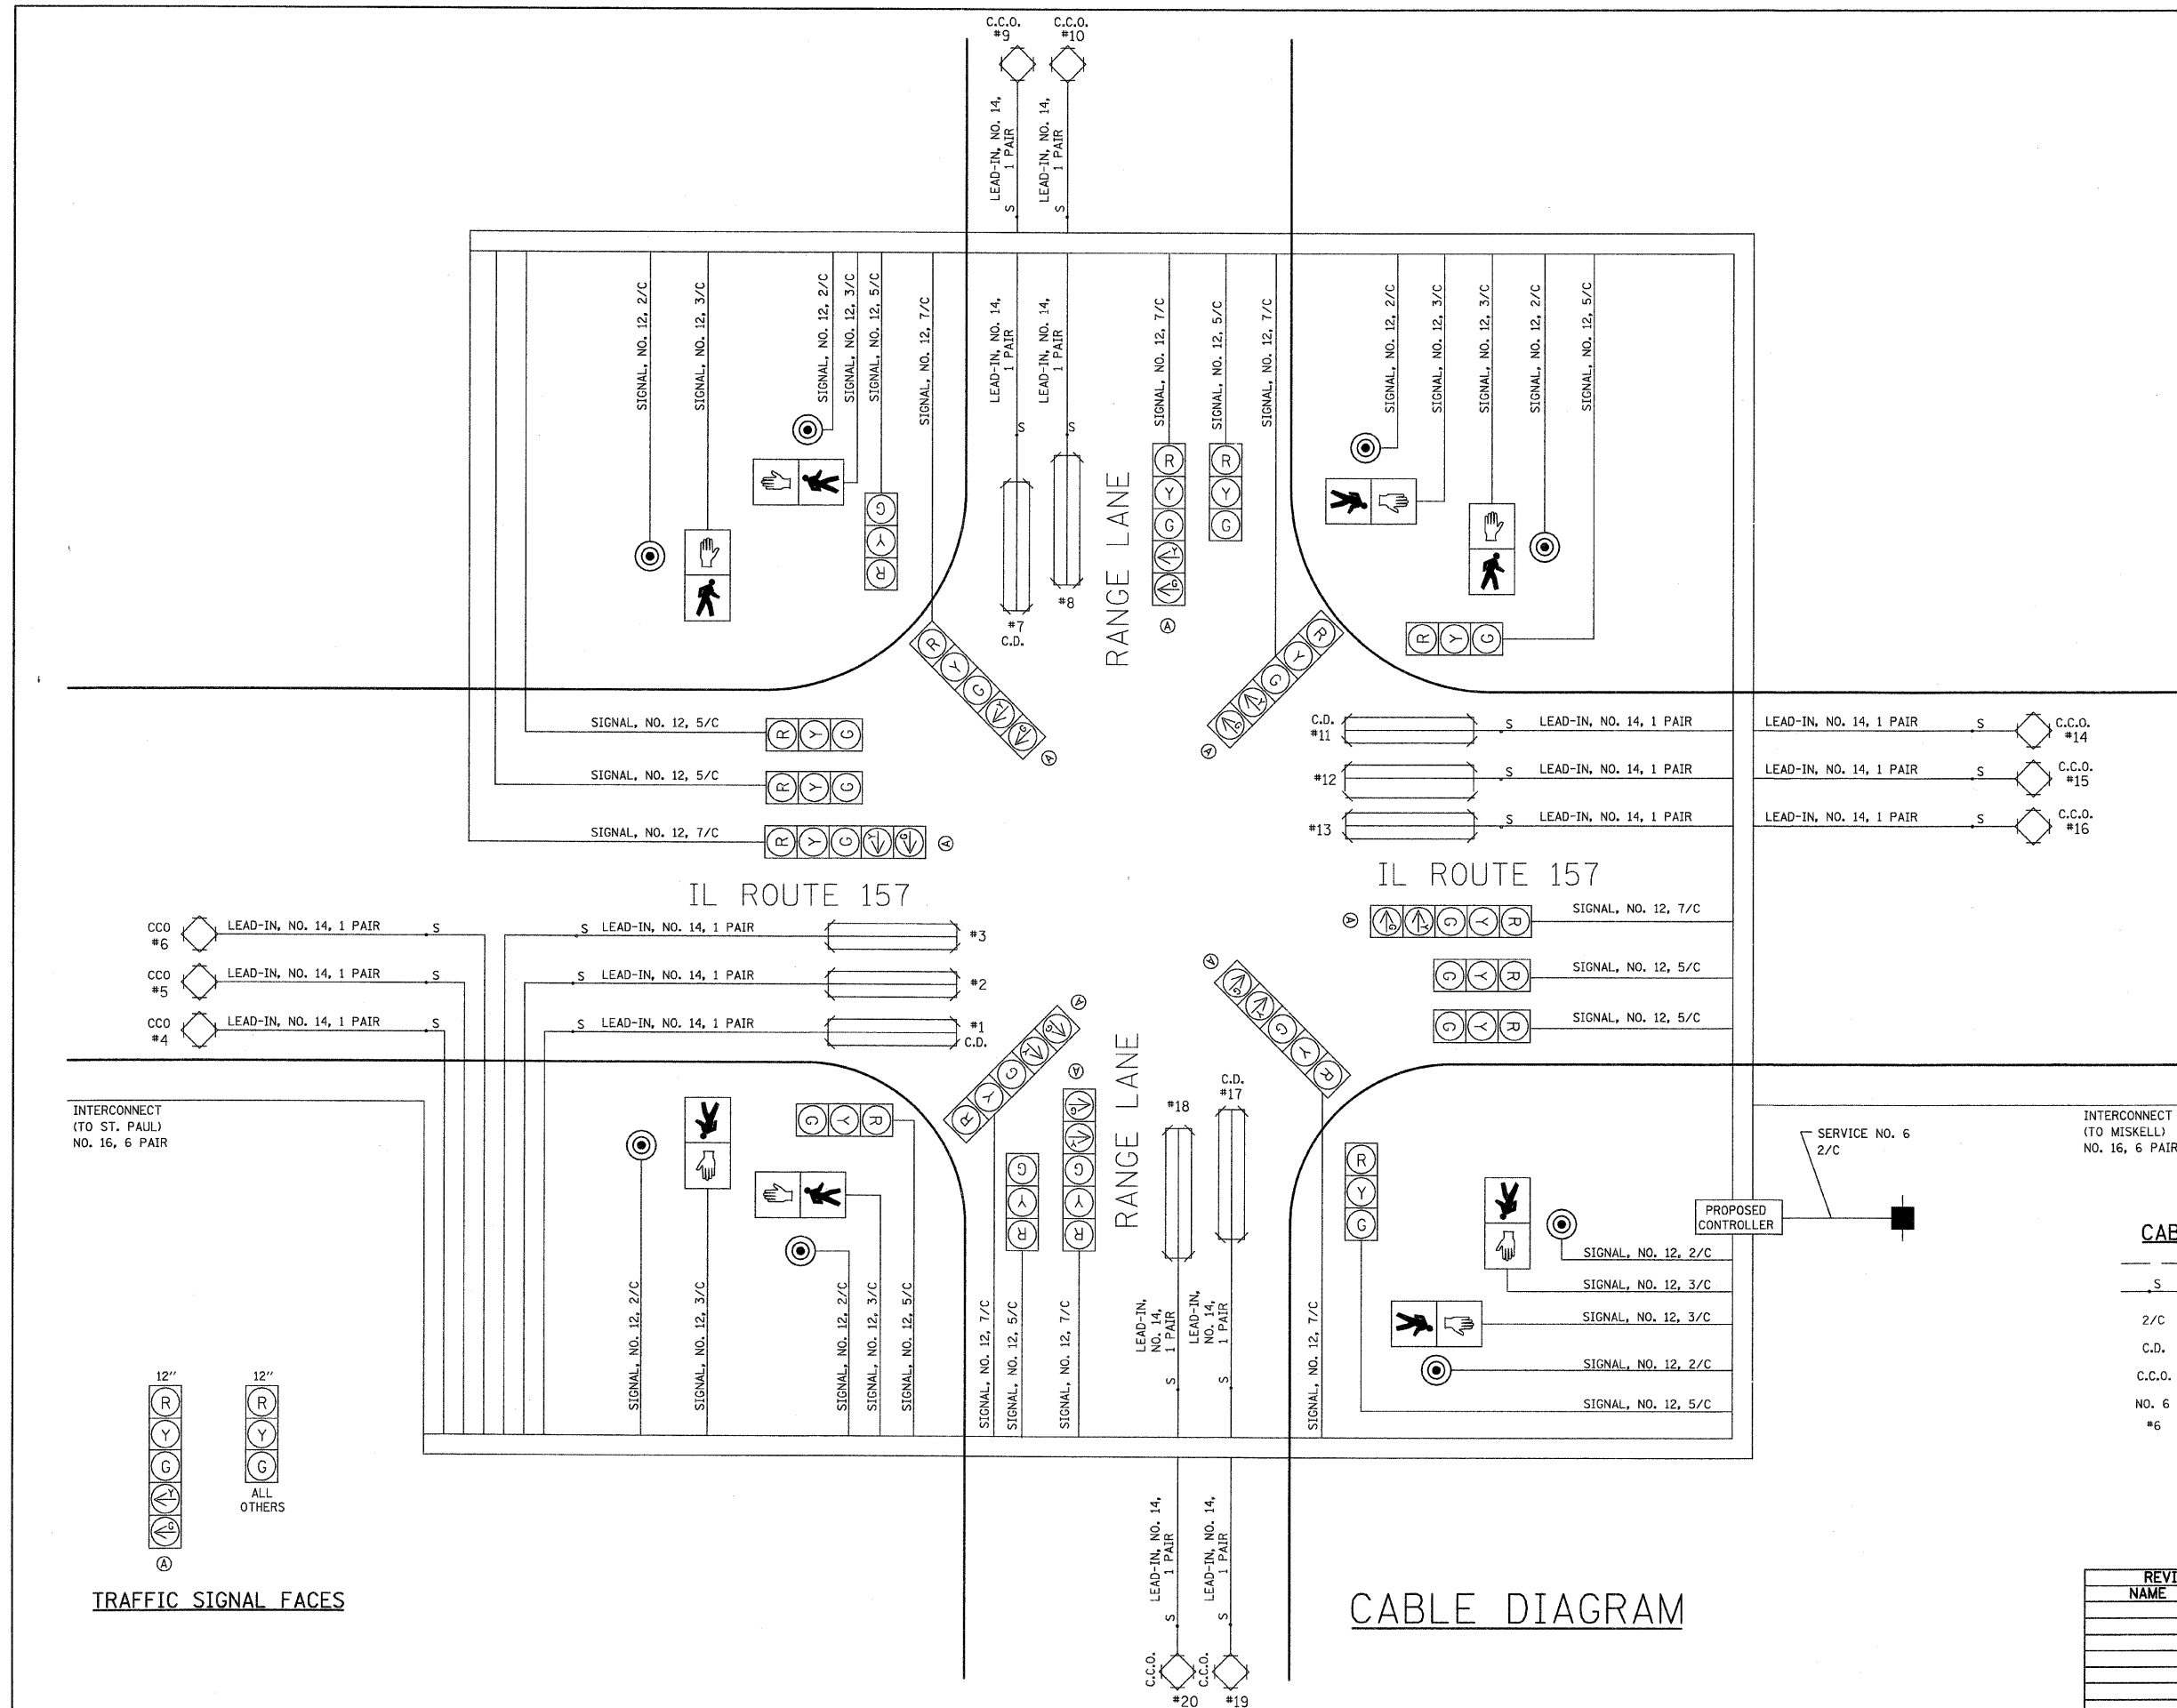 C.C.O.
#9
C.C.O.
#10
LEAD-IN, NO. 14,
1 PAIR
S
LEAD-IN, NO. 14,
1 PAIR
S
SIGNAL, NO. 12, 2/C
SIGNAL, NO. 12, 3/C
SIGNAL, NO. 12, 2/C
SIGNAL, NO. 12, 3/C
SIGNAL, NO. 12, 5/C
SIGNAL, NO. 12, 7/C
LEAD-IN, NO. 14,
1 PAIR
S
LEAD-IN, NO. 14,
1 PAIR
S
SIGNAL, NO. 12, 7/C
SIGNAL, NO. 12, 5/C
SIGNAL, NO. 12, 7/C
SIGNAL, NO. 12, 2/C
SIGNAL, NO. 12, 3/C
SIGNAL, NO. 12, 3/C
SIGNAL, NO. 12, 2/C
SIGNAL, NO. 12, 5/C
G Y R
#7
C.D.
#8
RANGE LANE
R Y G Y G
A
R Y G
R Y G Y G
A
R Y G Y G
A
R Y G
SIGNAL, NO. 12, 5/C
R Y G
SIGNAL, NO. 12, 5/C
R Y G
SIGNAL, NO. 12, 7/C
R Y G Y G
A
C.D.
#11
S
LEAD-IN, NO. 14, 1 PAIR
LEAD-IN, NO. 14, 1 PAIR
S
C.C.O.
#14
#12
S
LEAD-IN, NO. 14, 1 PAIR
LEAD-IN, NO. 14, 1 PAIR
S
C.C.O.
#15
#13
S
LEAD-IN, NO. 14, 1 PAIR
LEAD-IN, NO. 14, 1 PAIR
S
C.C.O.
#16
IL ROUTE 157
IL ROUTE 157
CCO
#6
LEAD-IN, NO. 14, 1 PAIR
S
S
LEAD-IN, NO. 14, 1 PAIR
#3
CCO
#5
LEAD-IN, NO. 14, 1 PAIR
S
S
LEAD-IN, NO. 14, 1 PAIR
#2
CCO
#4
LEAD-IN, NO. 14, 1 PAIR
S
S
LEAD-IN, NO. 14, 1 PAIR
#1
C.D.
A
G Y G Y R
SIGNAL, NO. 12, 7/C
G Y R
SIGNAL, NO. 12, 5/C
G Y R
SIGNAL, NO. 12, 5/C
A
G Y G Y R
A
G Y G Y R
INTERCONNECT
(TO ST. PAUL)
NO. 16, 6 PAIR
G Y R
G Y R
A
G Y G Y R
RANGE LANE
#18
C.D.
#17
R Y G
INTERCONNECT
(TO MISKELL)
NO. 16, 6 PAIR
SERVICE NO. 6
2/C
PROPOSED
CONTROLLER
SIGNAL, NO. 12, 2/C
SIGNAL, NO. 12, 3/C
SIGNAL, NO. 12, 2/C
SIGNAL, NO. 12, 3/C
SIGNAL, NO. 12, 5/C
SIGNAL, NO. 12, 7/C
SIGNAL, NO. 12, 5/C
SIGNAL, NO. 12, 7/C
LEAD-IN,
NO. 14,
1 PAIR
S
LEAD-IN,
NO. 14,
1 PAIR
S
SIGNAL, NO. 12, 7/C
SIGNAL, NO. 12, 2/C
SIGNAL, NO. 12, 3/C
SIGNAL, NO. 12, 3/C
SIGNAL, NO. 12, 2/C
SIGNAL, NO. 12, 5/C
CAB
S
2/C
C.D.
C.C.O.
NO. 6
#6
12"
R Y G Y G
A
12"
R Y G
ALL
OTHERS
TRAFFIC SIGNAL FACES
LEAD-IN, NO. 14,
1 PAIR
S
LEAD-IN, NO. 14,
1 PAIR
S
C.C.O.
#20
C.C.O.
#19
CABLE DIAGRAM
REVI
NAME